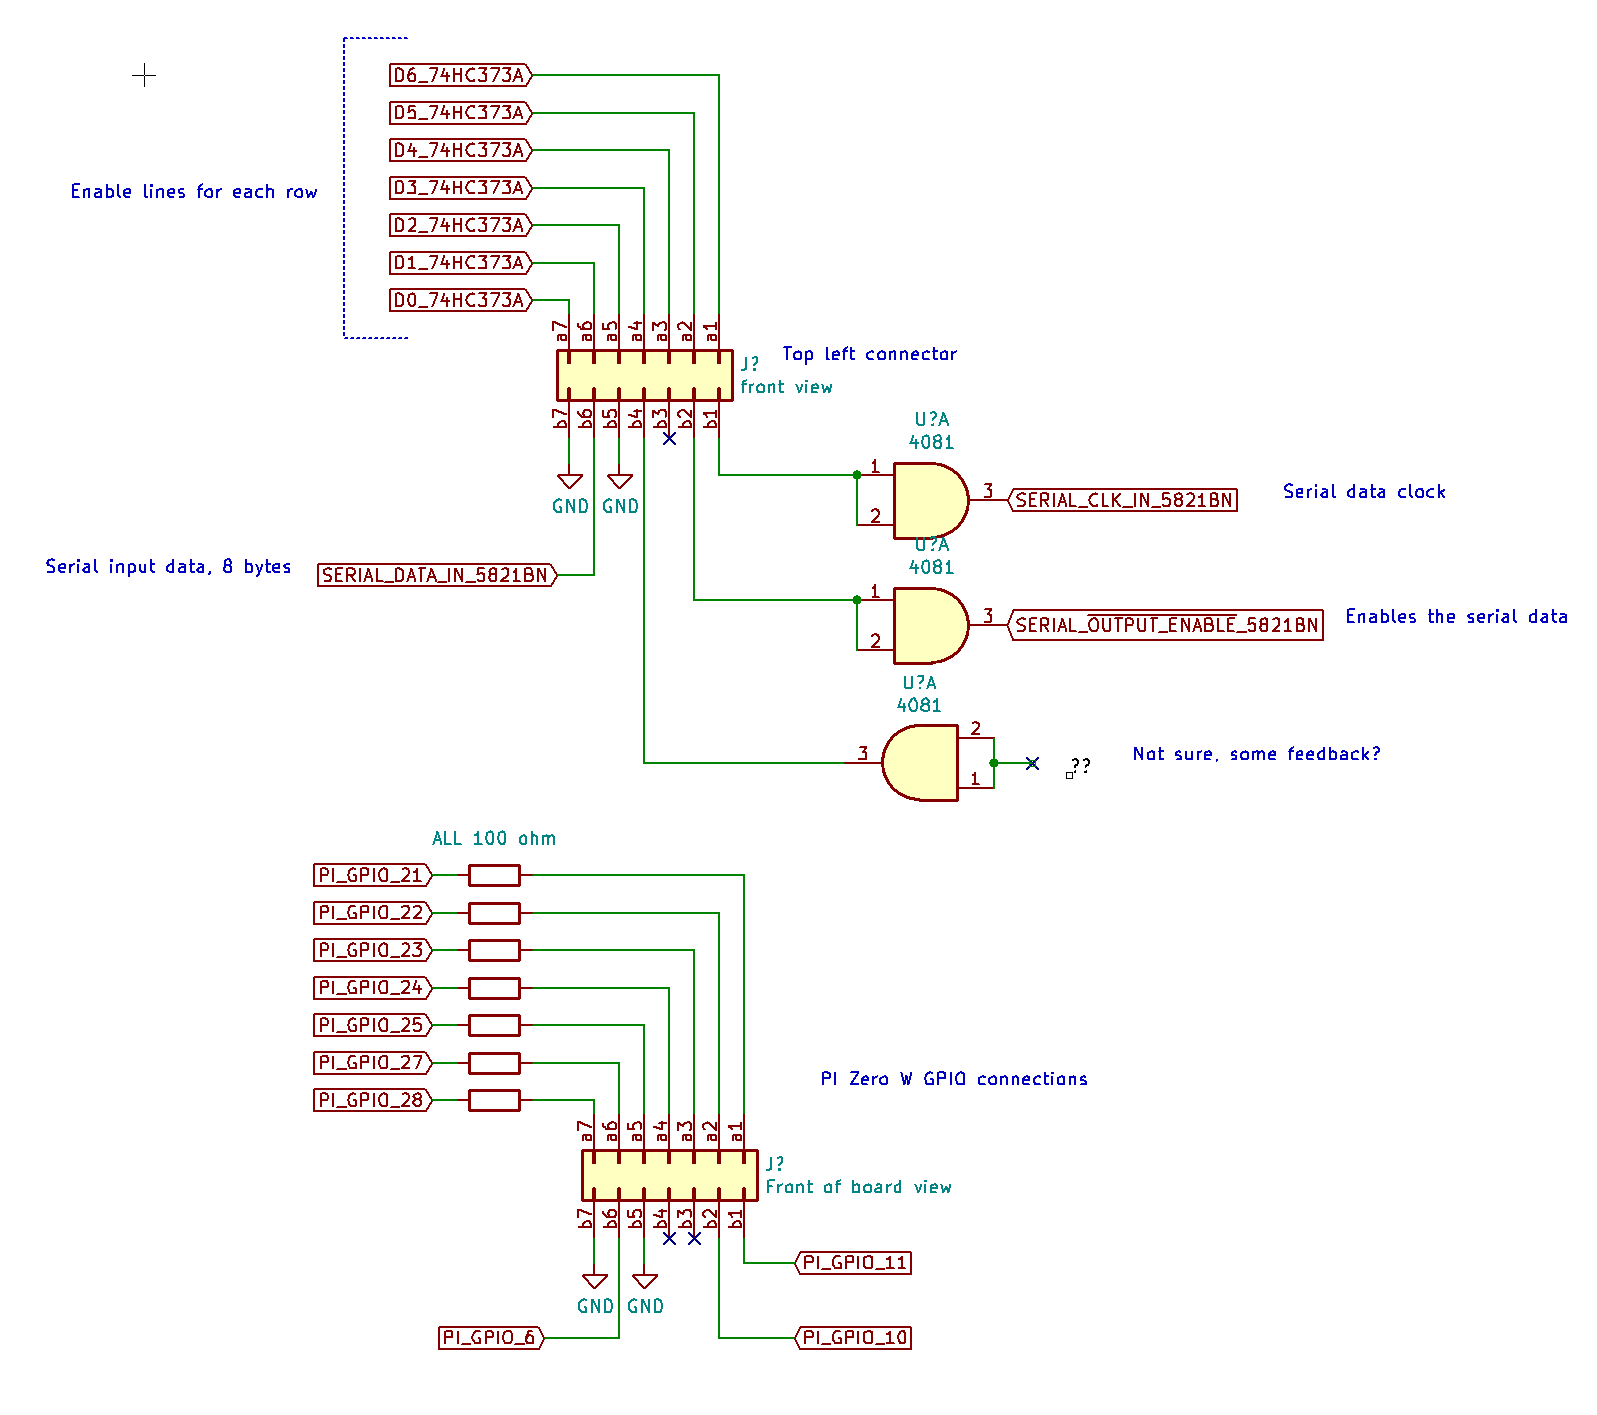 D6_74HC373A
D5_74HC373A
D4_74HC373A
Enable lines for each row
D3_74HC373A
D2_74HC373A
D1_74HC373A
D0_74HC373A
a7 a6 a5 a4 a3 a2 a1
Top left connector
J?
front view
b7 b6 b5 b4 b3 b2 b1
GND GND
U?A
4081
1
2
3
SERIAL_CLK_IN_5821BN
Serial data clock
Serial input data, 8 bytes
SERIAL_DATA_IN_5821BN
U?A
4081
1
2
3
SERIAL_OUTPUT_ENABLE_5821BN
Enables the serial data
U?A
4081
3
2
1
??
Not sure, some feedback?
ALL 100 ohm
PI_GPIO_21
PI_GPIO_22
PI_GPIO_23
PI_GPIO_24
PI_GPIO_25
PI_GPIO_27
PI_GPIO_28
PI Zero W GPIO connections
a7 a6 a5 a4 a3 a2 a1
J?
Front of board view
b7 b6 b5 b4 b3 b2 b1
GND GND
PI_GPIO_11
PI_GPIO_6
PI_GPIO_10